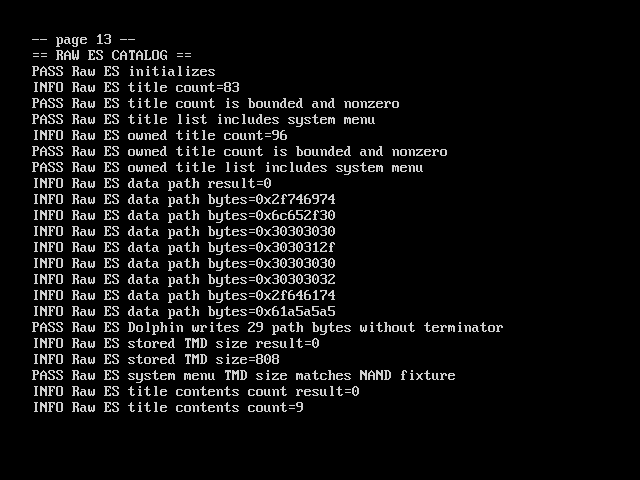 -- page 13 --
== RAW ES CATALOG ==
PASS Raw ES initializes
INFO Raw ES title count=83
PASS Raw ES title count is bounded and nonzero
PASS Raw ES title list includes system menu
INFO Raw ES owned title count=96
PASS Raw ES owned title count is bounded and nonzero
PASS Raw ES owned title list includes system menu
INFO Raw ES data path result=0
INFO Raw ES data path bytes=0x2f746974
INFO Raw ES data path bytes=0x6c652f30
INFO Raw ES data path bytes=0x30303030
INFO Raw ES data path bytes=0x3030312f
INFO Raw ES data path bytes=0x30303030
INFO Raw ES data path bytes=0x30303032
INFO Raw ES data path bytes=0x2f646174
INFO Raw ES data path bytes=0x61a5a5a5
PASS Raw ES Dolphin writes 29 path bytes without terminator
INFO Raw ES stored TMD size result=0
INFO Raw ES stored TMD size=808
PASS Raw ES system menu TMD size matches NAND fixture
INFO Raw ES title contents count result=0
INFO Raw ES title contents count=9